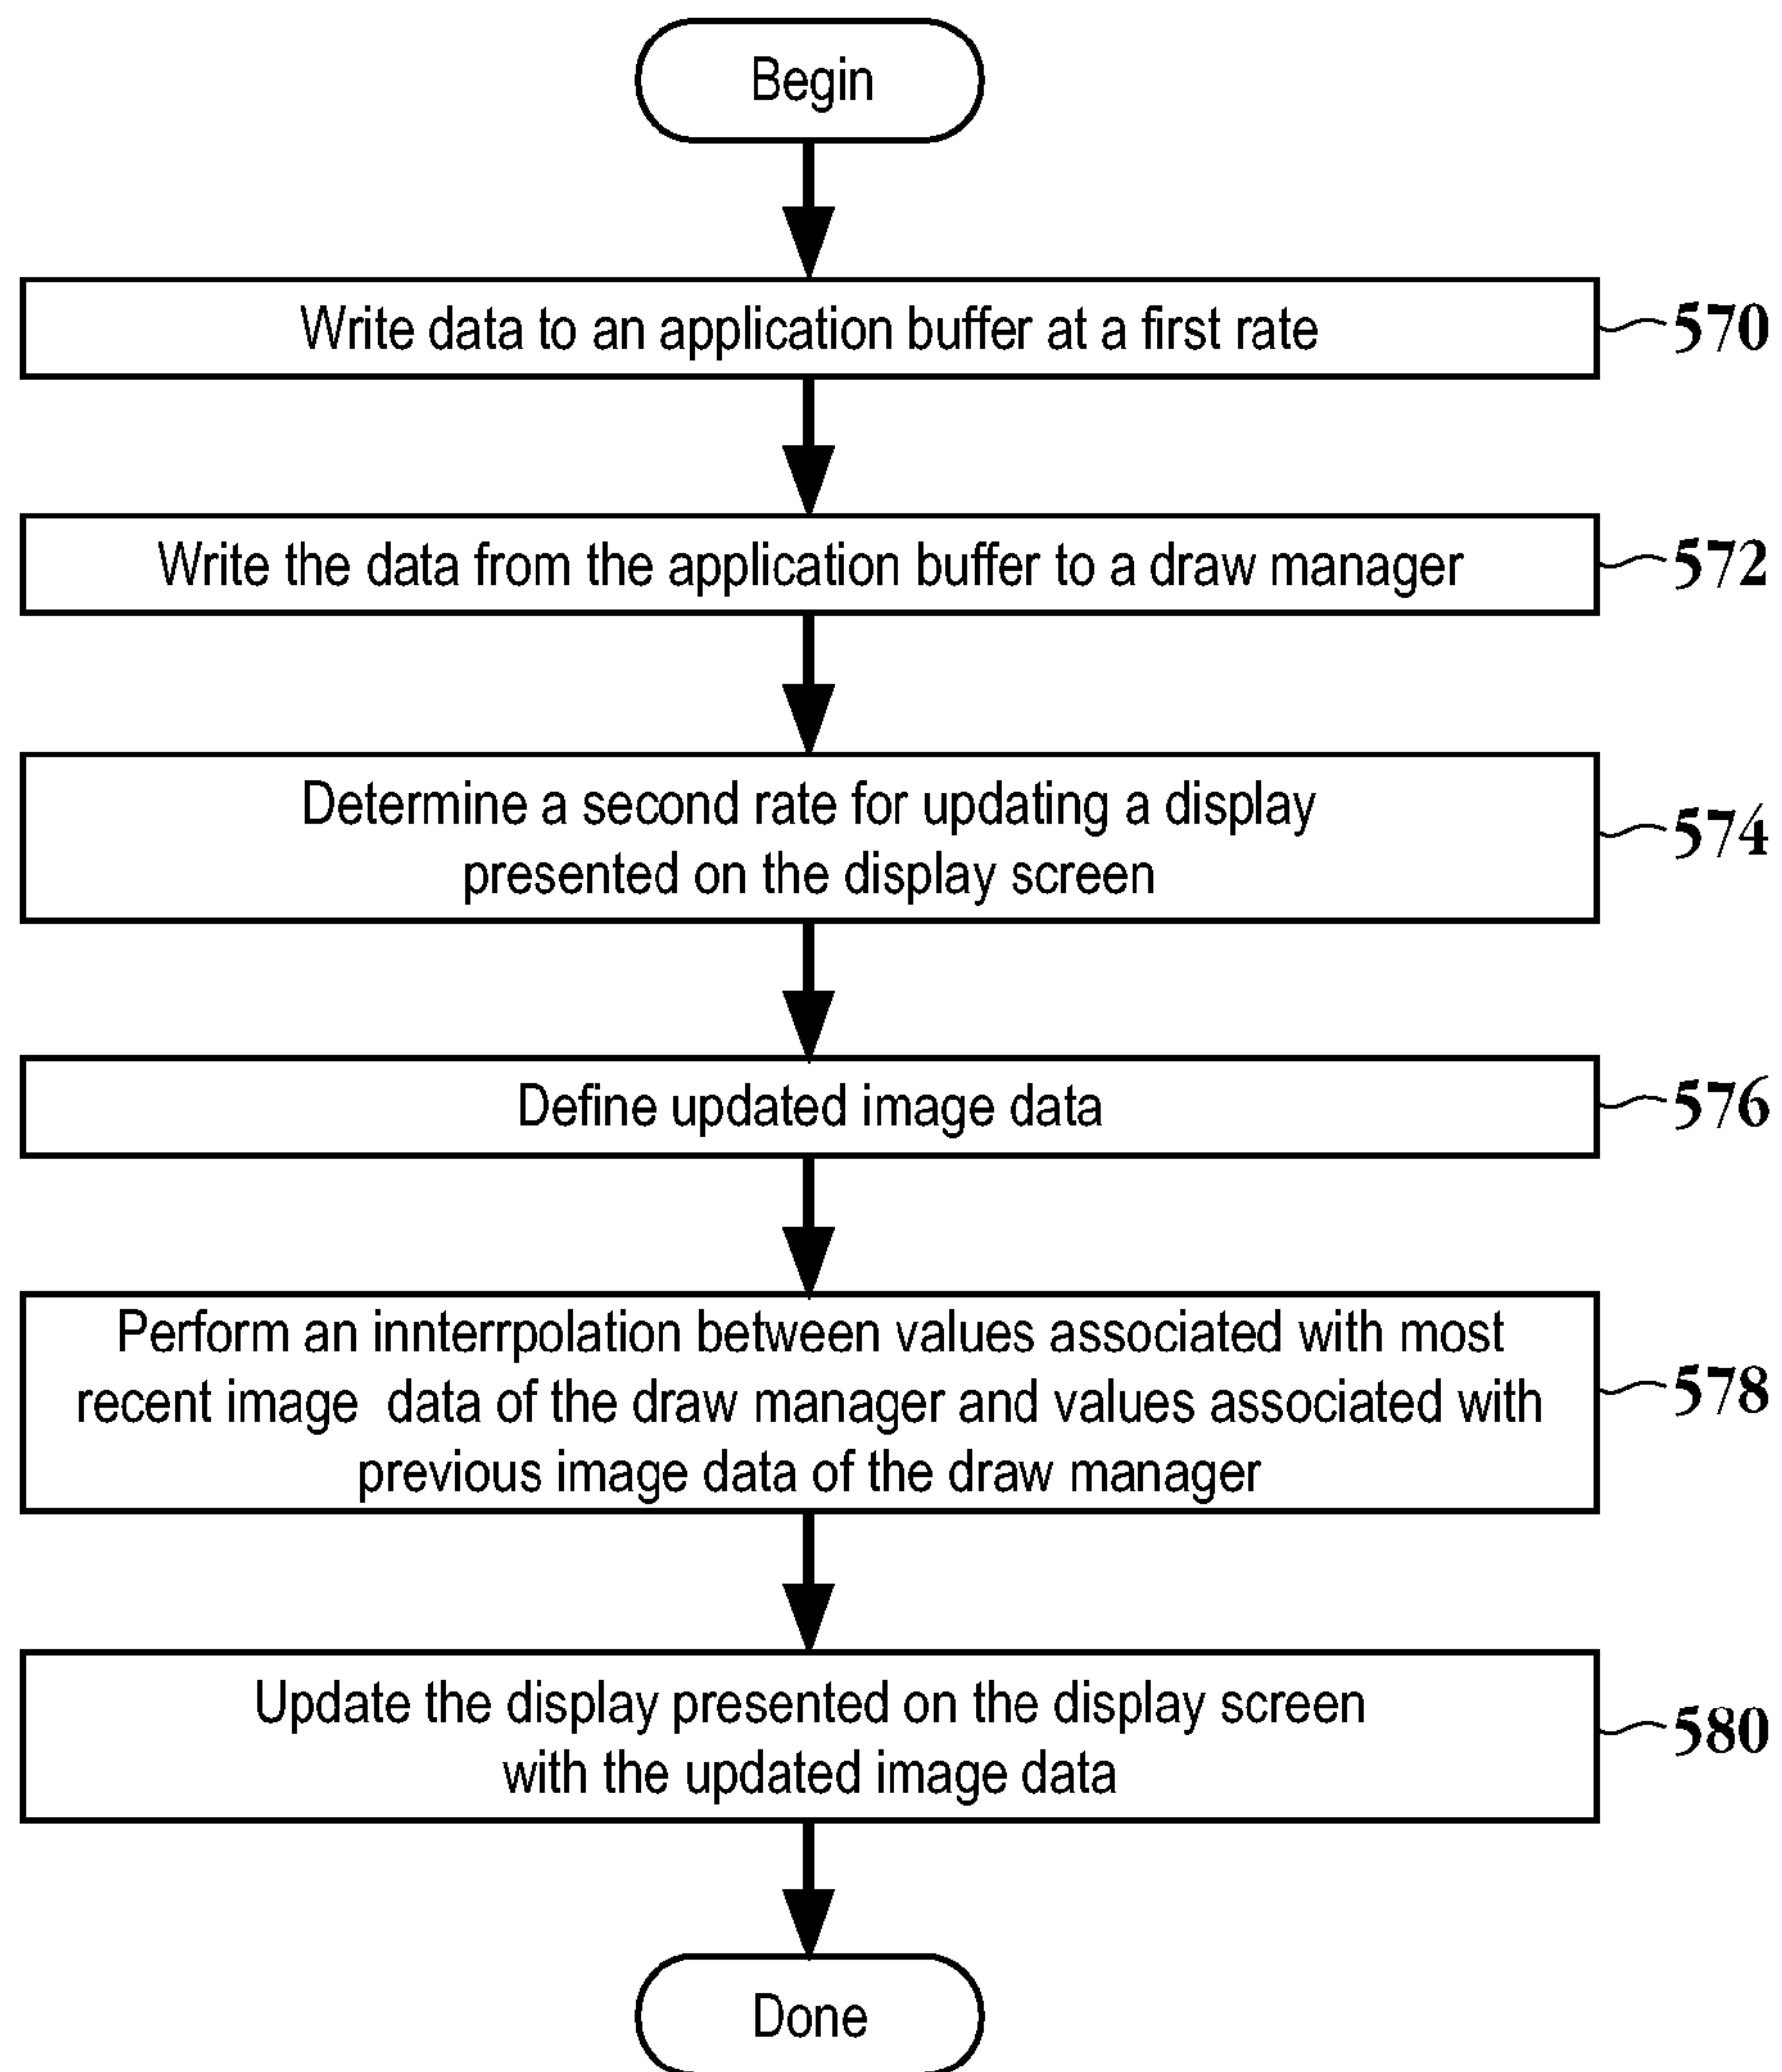 Begin
Write data to an application buffer at a first rate
570
Write the data from the application buffer to a draw manager
572
Determine a second rate for updating a display
presented on the display screen
574
Define updated image data
576
Perform an innterrpolation between values associated with most
recent image data of the draw manager and values associated with
previous image data of the draw manager
578
Update the display presented on the display screen
with the updated image data
580
Done